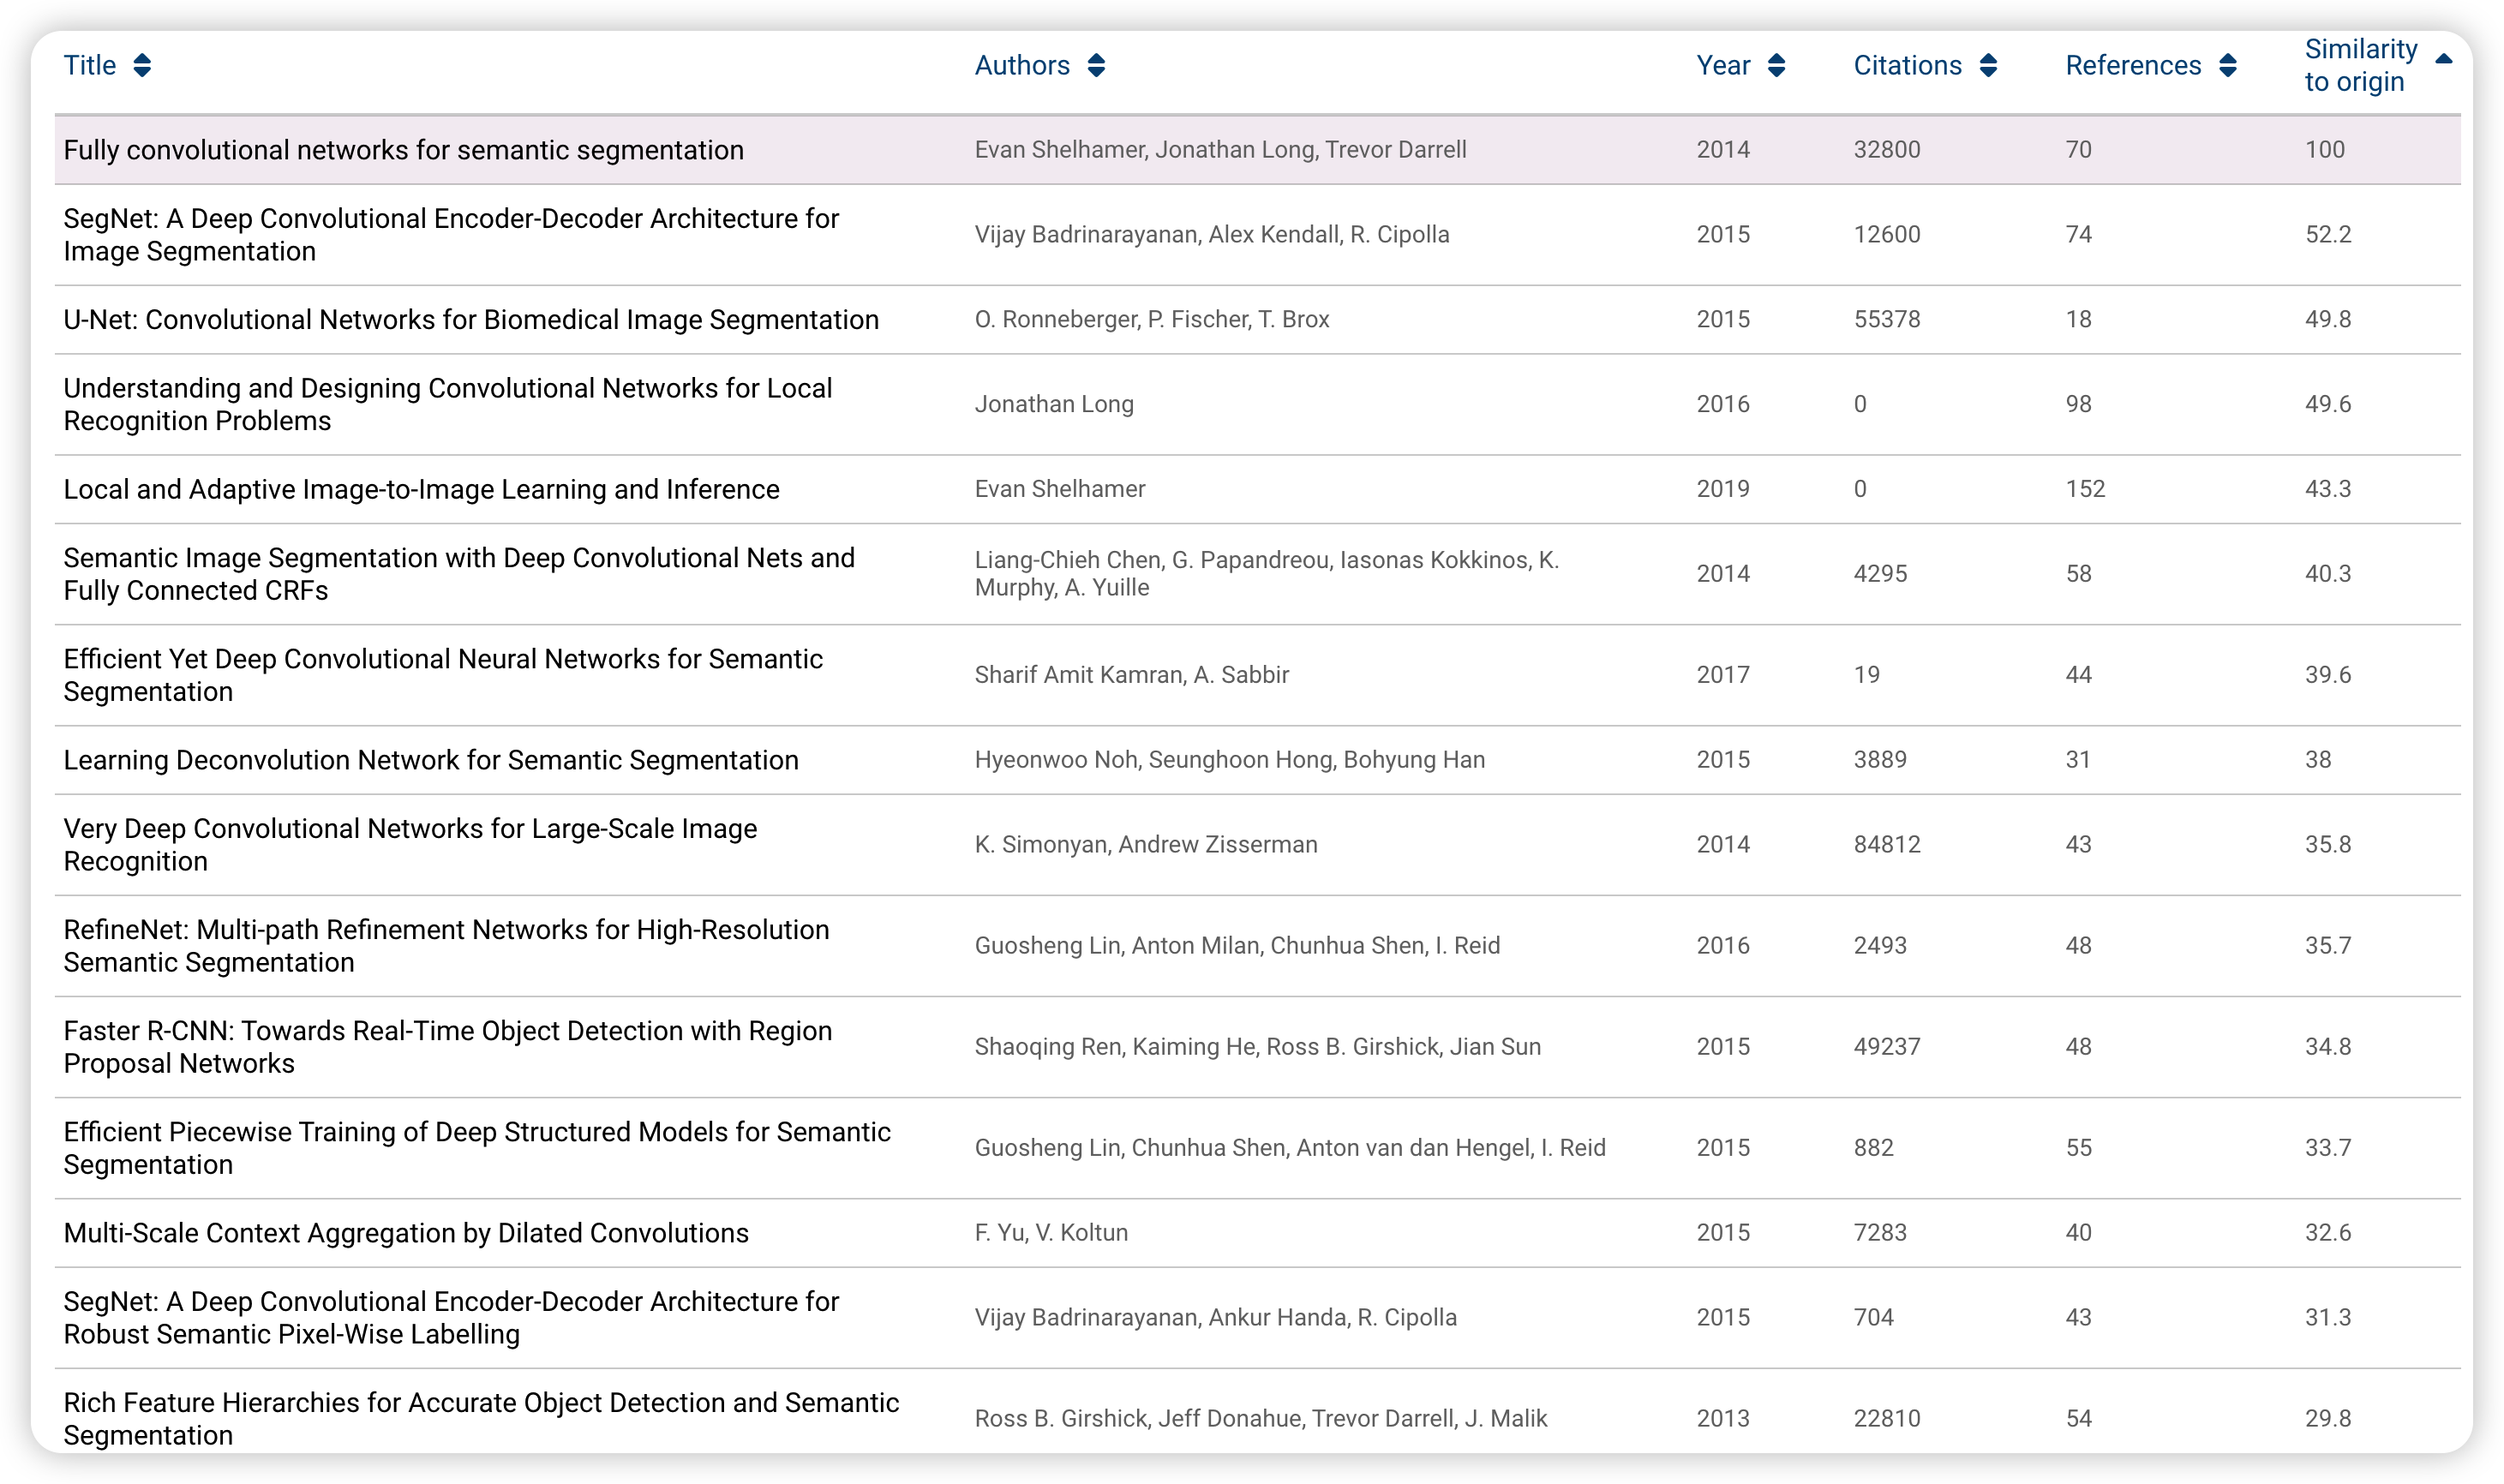 Title Authors Year Citations References Similarity to origin
Fully convolutional networks for semantic segmentation Evan Shelhamer, Jonathan Long, Trevor Darrell 2014 32800 70 100
SegNet: A Deep Convolutional Encoder-Decoder Architecture for
Image Segmentation Vijay Badrinarayanan, Alex Kendall, R. Cipolla 2015 12600 74 52.2
U-Net: Convolutional Networks for Biomedical Image Segmentation O. Ronneberger, P. Fischer, T. Brox 2015 55378 18 49.8
Understanding and Designing Convolutional Networks for Local
Recognition Problems Jonathan Long 2016 0 98 49.6
Local and Adaptive Image-to-Image Learning and Inference Evan Shelhamer 2019 0 152 43.3
Semantic Image Segmentation with Deep Convolutional Nets and
Fully Connected CRFs Liang-Chieh Chen, G. Papandreou, Iasonas Kokkinos, K.
Murphy, A. Yuille 2014 4295 58 40.3
Efficient Yet Deep Convolutional Neural Networks for Semantic
Segmentation Sharif Amit Kamran, A. Sabbir 2017 19 44 39.6
Learning Deconvolution Network for Semantic Segmentation Hyeonwoo Noh, Seunghoon Hong, Bohyung Han 2015 3889 31 38
Very Deep Convolutional Networks for Large-Scale Image
Recognition K. Simonyan, Andrew Zisserman 2014 84812 43 35.8
RefineNet: Multi-path Refinement Networks for High-Resolution
Semantic Segmentation Guosheng Lin, Anton Milan, Chunhua Shen, I. Reid 2016 2493 48 35.7
Faster R-CNN: Towards Real-Time Object Detection with Region
Proposal Networks Shaoqing Ren, Kaiming He, Ross B. Girshick, Jian Sun 2015 49237 48 34.8
Efficient Piecewise Training of Deep Structured Models for Semantic
Segmentation Guosheng Lin, Chunhua Shen, Anton van dan Hengel, I. Reid 2015 882 55 33.7
Multi-Scale Context Aggregation by Dilated Convolutions F. Yu, V. Koltun 2015 7283 40 32.6
SegNet: A Deep Convolutional Encoder-Decoder Architecture for
Robust Semantic Pixel-Wise Labelling Vijay Badrinarayanan, Ankur Handa, R. Cipolla 2015 704 43 31.3
Rich Feature Hierarchies for Accurate Object Detection and Semantic
Segmentation Ross B. Girshick, Jeff Donahue, Trevor Darrell, J. Malik 2013 22810 54 29.8